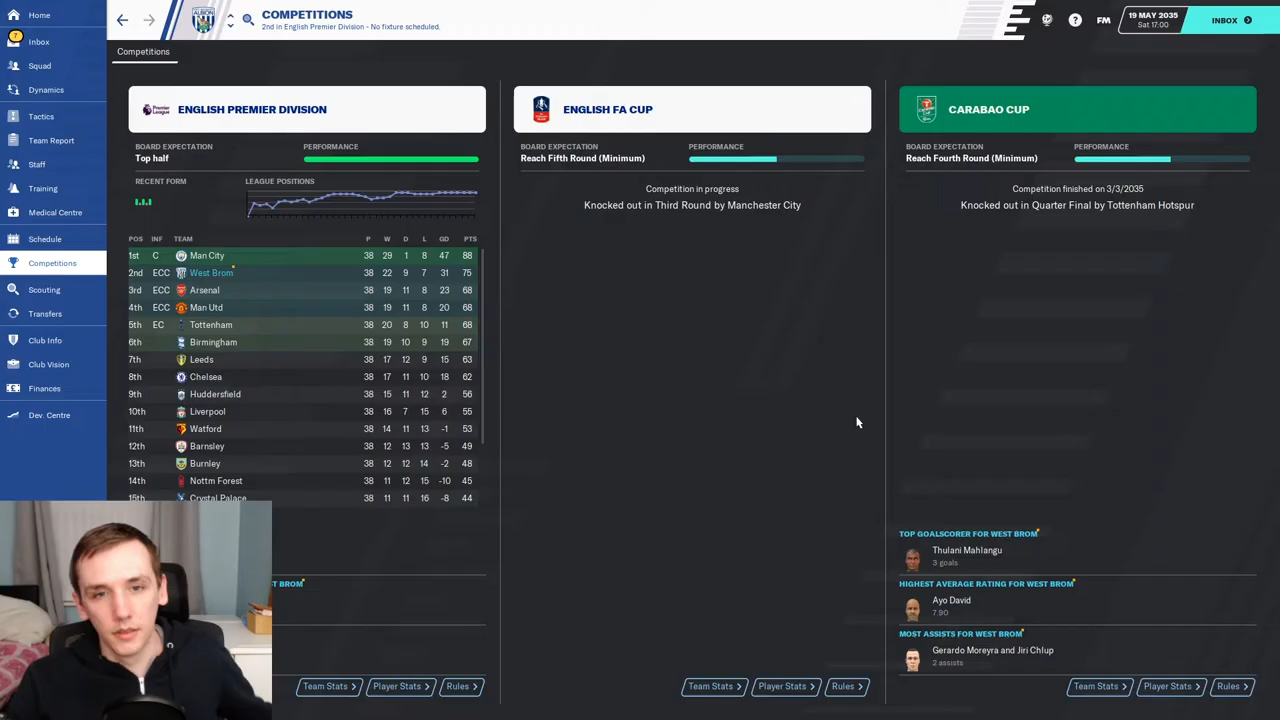 Home
7
Inbox
Squad
Dynamics
Tactics
Team Report
Staff
Training
Medical Centre
Schedule
Competitions
Scouting
Transfers
Club Info
Club Vision
Finances
Dev. Centre
ALBION
COMPETITIONS
2nd in English Premier Division - No fixture scheduled.
?
FM
19 MAY 2035
Sat 17:00
INBOX
Competitions
Premier League
ENGLISH PREMIER DIVISION
BOARD EXPECTATION
PERFORMANCE
Top half
RECENT FORM
LEAGUE POSITIONS
POS INF TEAM P W D L GD PTS
1st C Man City 38 29 1 8 47 88
2nd ECC West Brom 38 22 9 7 31 75
3rd ECC Arsenal 38 19 11 8 23 68
4th ECC Man Utd 38 19 11 8 20 68
5th EC Tottenham 38 20 8 10 11 68
6th Birmingham 38 19 10 9 19 67
7th Leeds 38 17 12 9 15 63
8th Chelsea 38 17 11 10 18 62
9th Huddersfield 38 15 11 12 2 56
10th Liverpool 38 16 7 15 6 55
11th Watford 38 14 11 13 -1 53
12th Barnsley 38 12 13 13 -5 49
13th Burnley 38 12 12 14 -2 48
14th Nottm Forest 38 11 12 15 -10 45
15th Crystal Palace 38 11 11 16 -8 44
T BROM
Team Stats
Player Stats
Rules
ENGLISH FA CUP
BOARD EXPECTATION
PERFORMANCE
Reach Fifth Round (Minimum)
Competition in progress
Knocked out in Third Round by Manchester City
Team Stats
Player Stats
Rules
CARABAO CUP
BOARD EXPECTATION
PERFORMANCE
Reach Fourth Round (Minimum)
Competition finished on 3/3/2035
Knocked out in Quarter Final by Tottenham Hotspur
TOP GOALSCORER FOR WEST BROM
Thulani Mahlangu
3 goals
HIGHEST AVERAGE RATING FOR WEST BROM
Ayo David
7.90
MOST ASSISTS FOR WEST BROM
Gerardo Moreyra and Jiri Chlup
2 assists
Team Stats
Player Stats
Rules